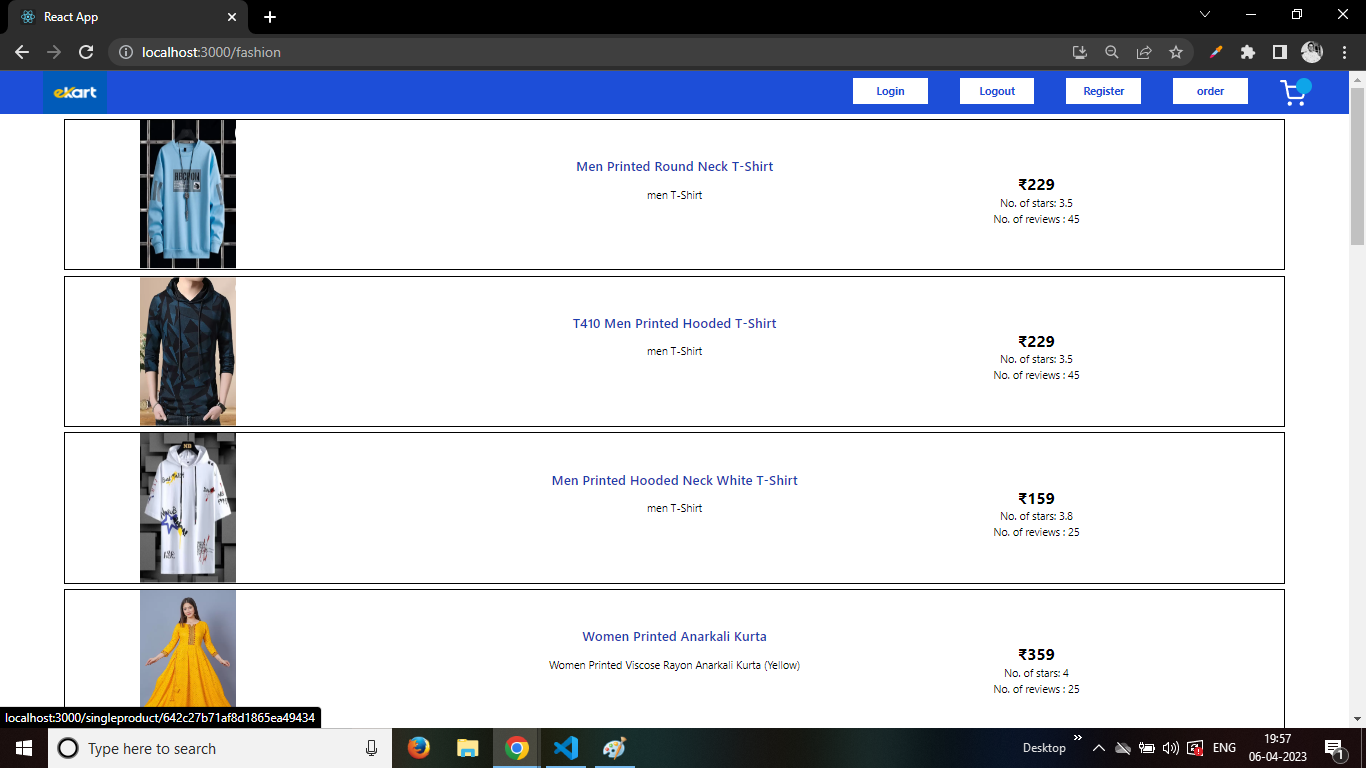 React App
localhost:3000/fashion
ekart
Login
Logout
Register
order
Men Printed Round Neck T-Shirt
men T-Shirt
₹229
No. of stars: 3.5
No. of reviews : 45
T410 Men Printed Hooded T-Shirt
men T-Shirt
₹229
No. of stars: 3.5
No. of reviews : 45
Men Printed Hooded Neck White T-Shirt
men T-Shirt
₹159
No. of stars: 3.8
No. of reviews : 25
Women Printed Anarkali Kurta
Women Printed Viscose Rayon Anarkali Kurta (Yellow)
₹359
No. of stars: 4
No. of reviews : 25
localhost:3000/singleproduct/642c27b71af8d1865ea49434
Type here to search
Desktop
ENG
19:57
06-04-2023
1